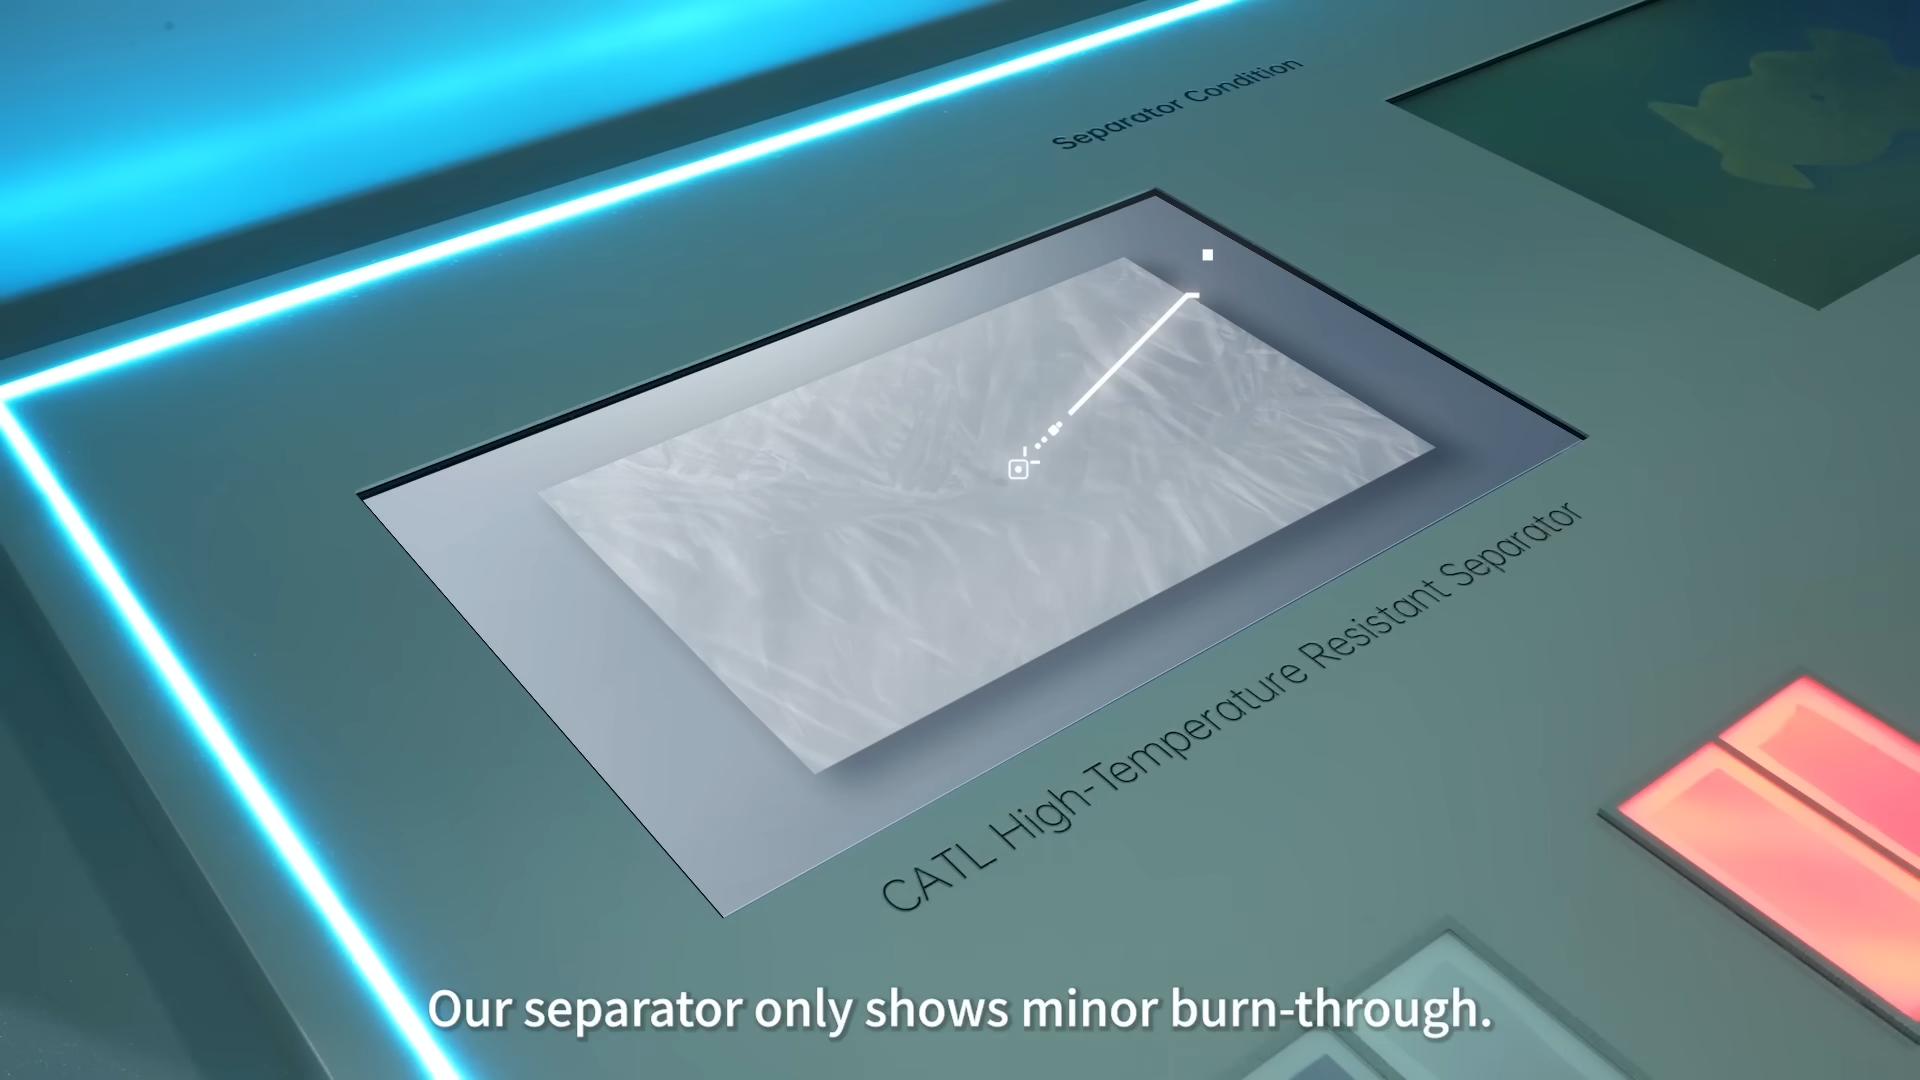 Separator Condition
CATL High-Temperature Resistant Separator
Our separator only shows minor burn-through.